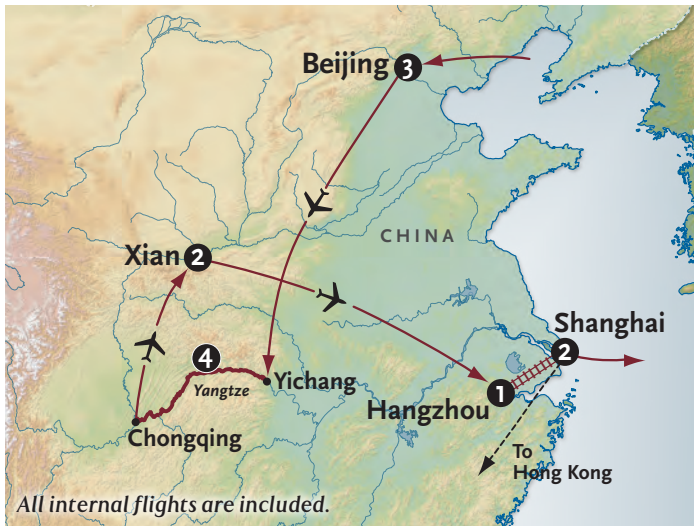 Beijing 3
CHINA
Xian 2
Shanghai
2
4
Yangtze
Yichang
1
Hangzhou
Chongqing
To
Hong Kong
All internal flights are included.